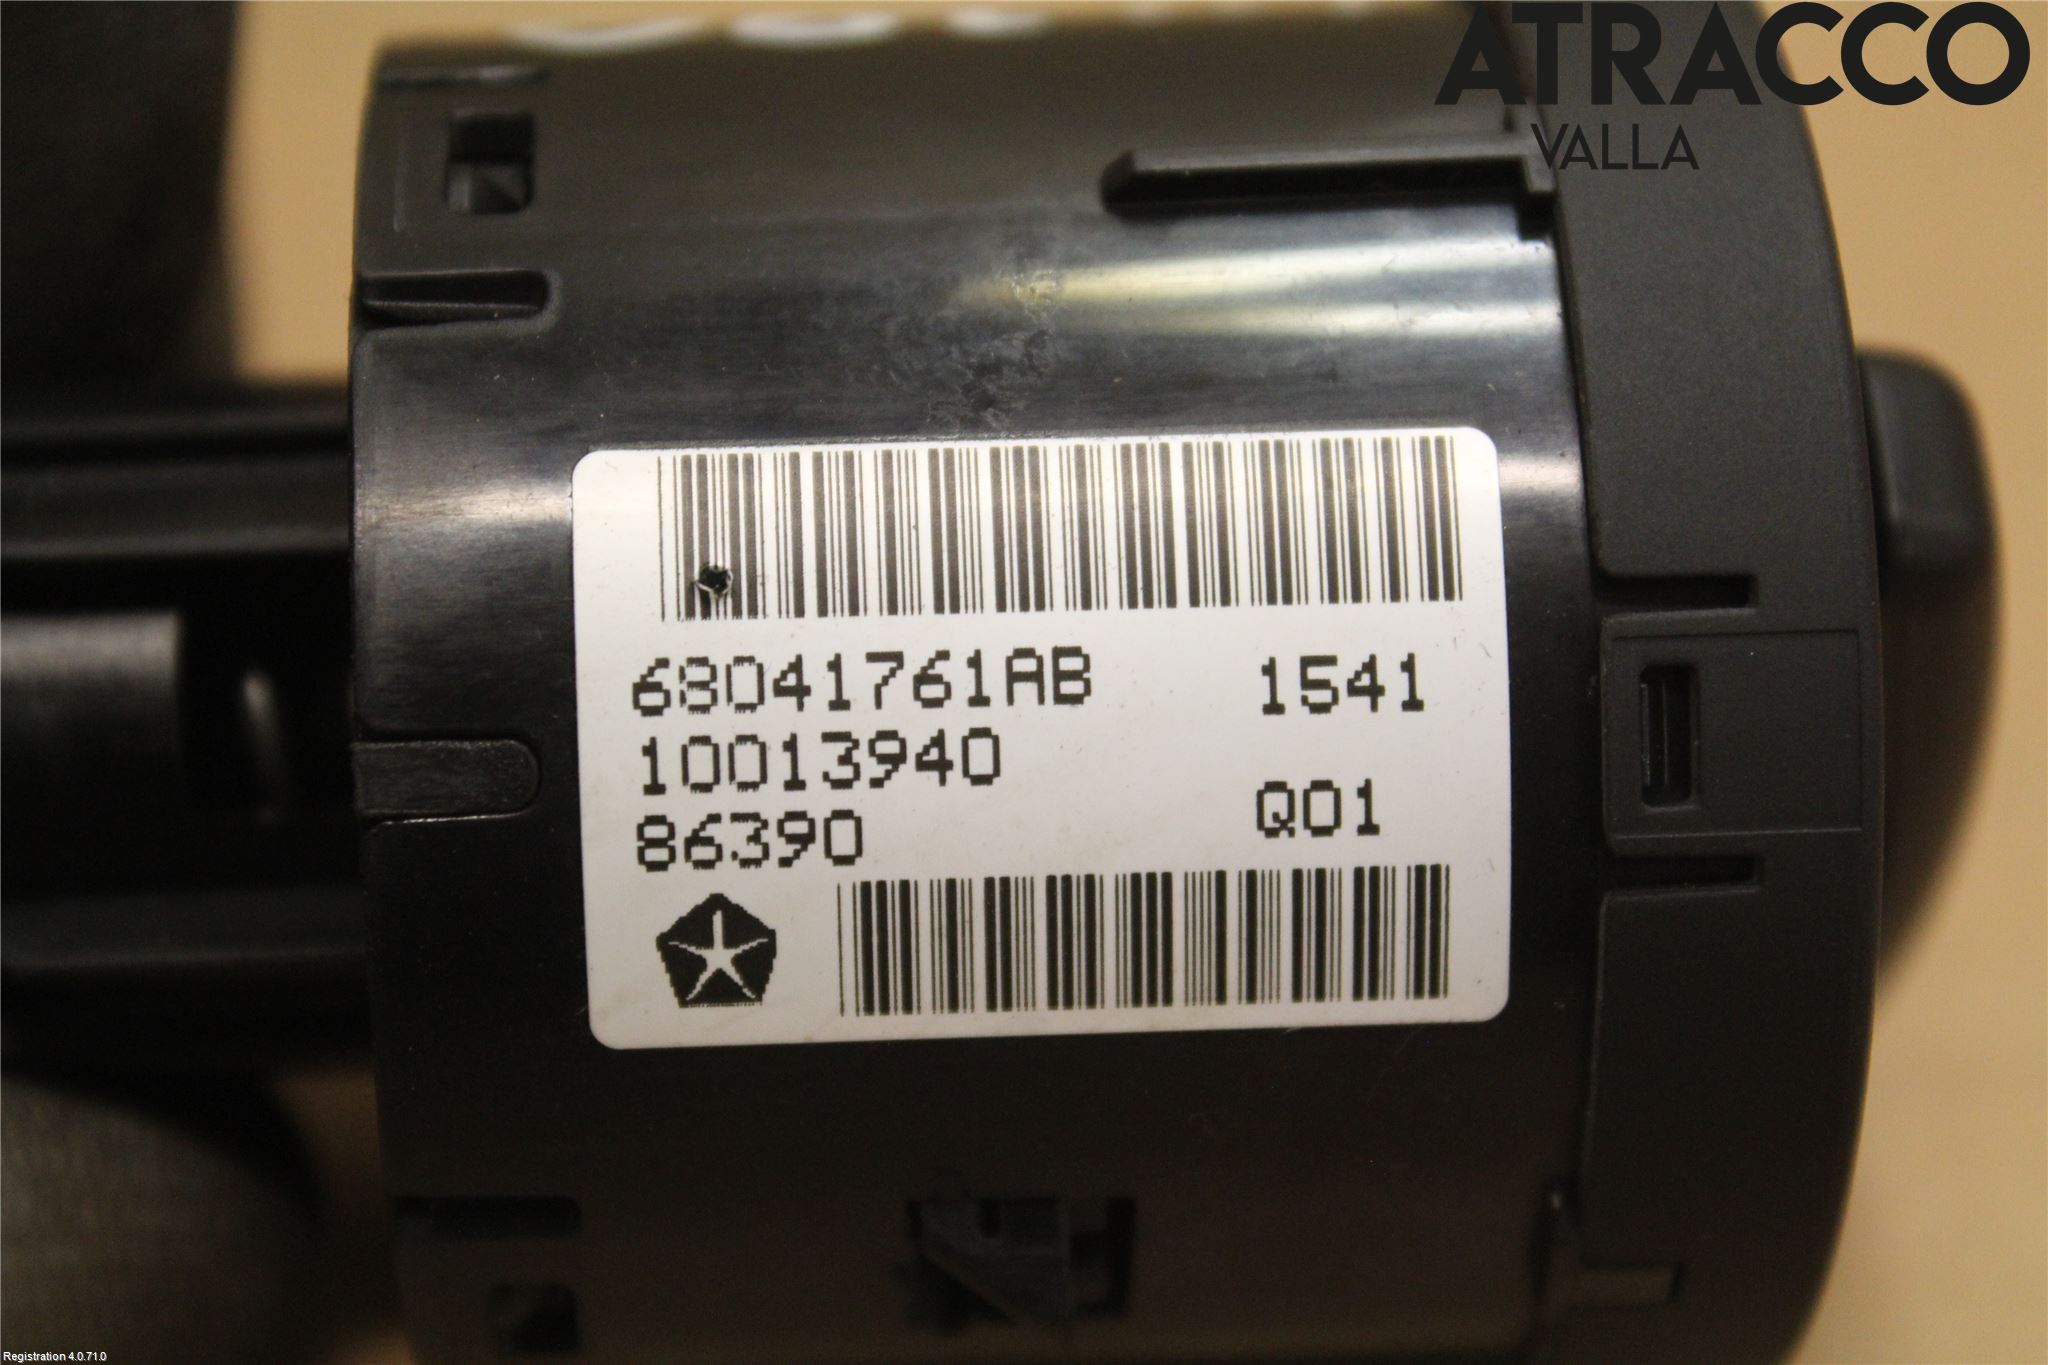 ATRACCO
VALLA
68041761AB 1541
10013940
86390 Q01
Registration 4.0.71.0